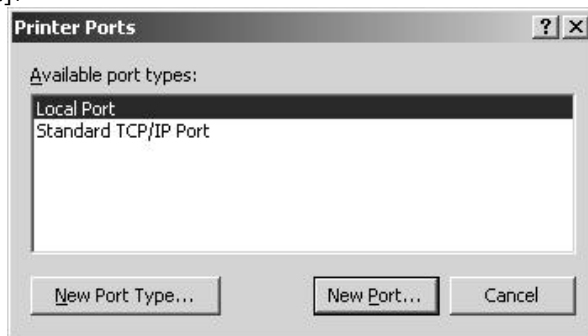 Printer Ports
Available port types:
Local Port
Standard TCP/IP Port
New Port Type...
New Port...
Cancel